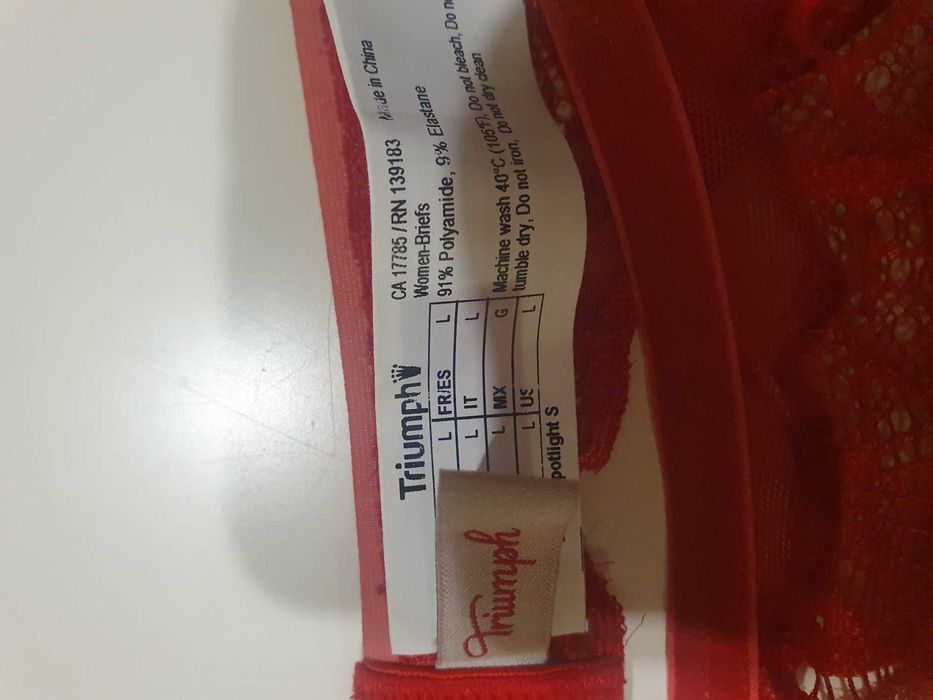 Triumph
CA 17785 / RN 139183 Made in China
Women-Briefs
91% Polyamide, 9% Elastane
L FR/ES L
L IT L
L MX G
L US L
Machine wash 40°C (105°F), Do not bleach, Do
tumble dry, Do not iron, Do not dry clean
potlight S
Triumph